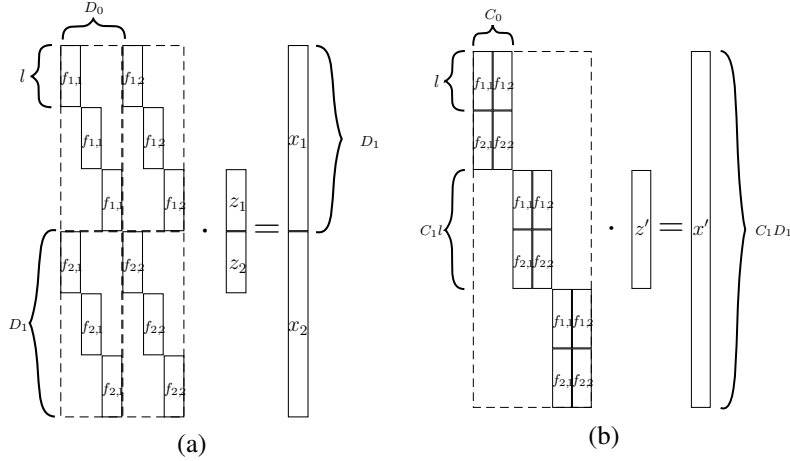 D₀
l
f₁,₁ f₁,₂
f₁,₁ f₁,₂
f₁,₁ f₁,₂
x₁
D₁
z₁
· =
z₂
D₁
f₂,₁ f₂,₂
f₂,₁ f₂,₂
f₂,₁ f₂,₂
x₂
(a)
C₀
l
f₁,₁ f₁,₂
f₂,₁ f₂,₂
C₁l
f₁,₁ f₁,₂
f₂,₁ f₂,₂
f₁,₁ f₁,₂
f₂,₁ f₂,₂
· z′ = x′
C₁D₁
(b)